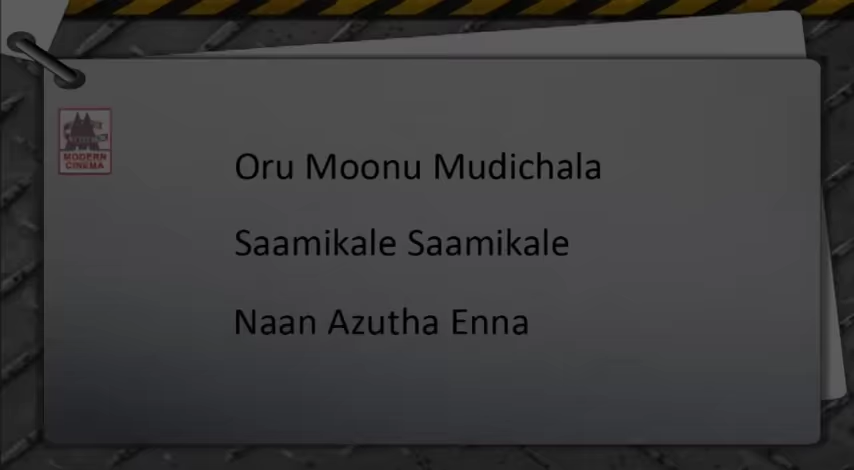 MODERN
CINEMA
Oru Moonu Mudichala
Saamikale Saamikale
Naan Azutha Enna